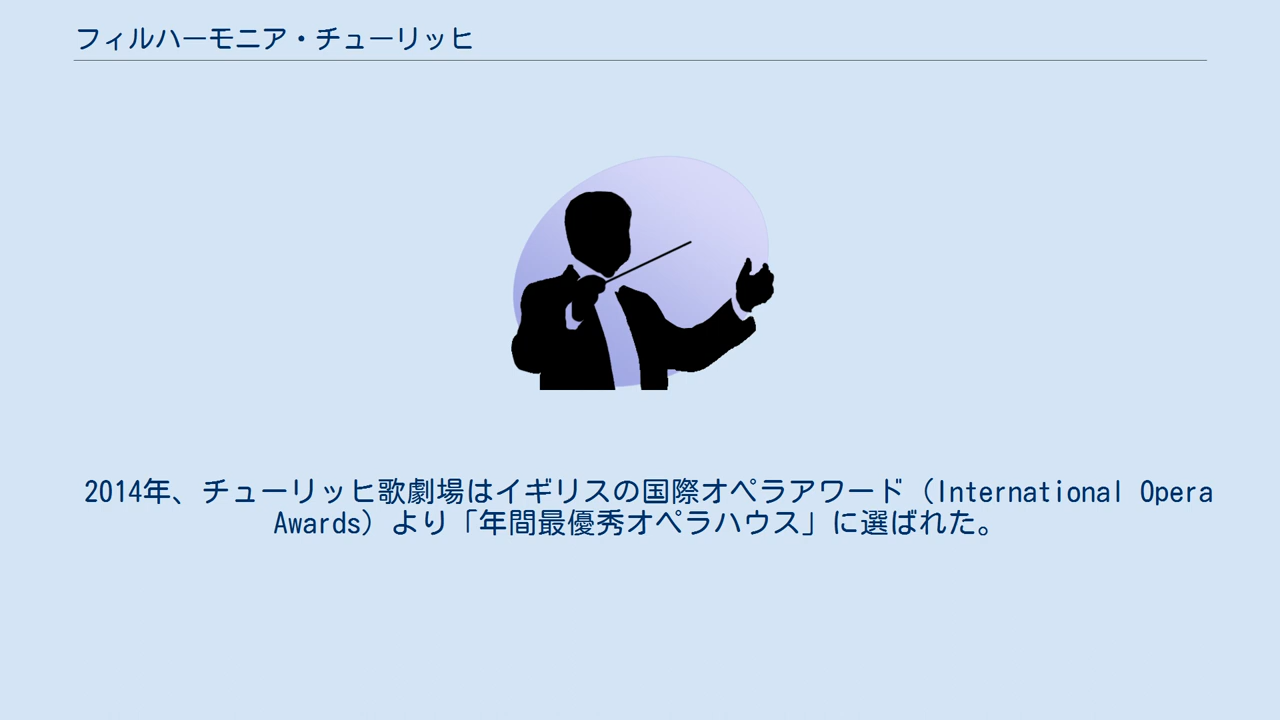 フィルハーモニア・チューリッヒ
2014年、チューリッヒ歌劇場はイギリスの国際オペラアワード（International Opera
Awards）より「年間最優秀オペラハウス」に選ばれた。